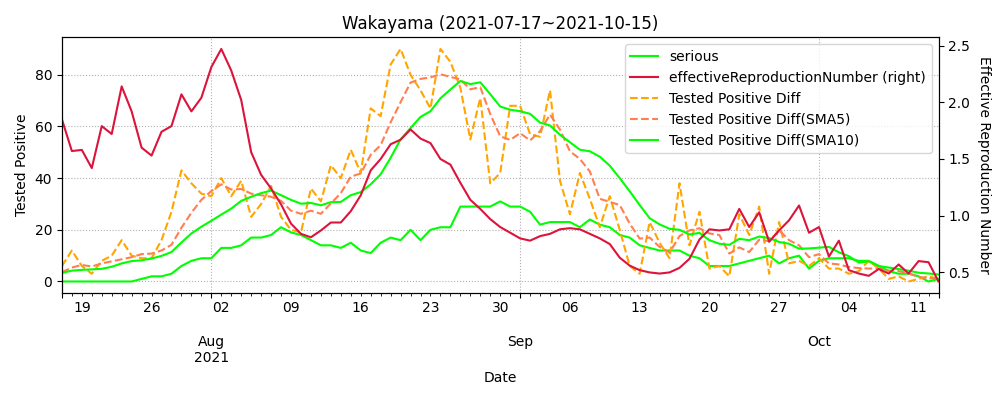 Wakayama (2021-07-17~2021-10-15)
serious
effectiveReproductionNumber (right)
Tested Positive Diff
Tested Positive Diff(SMA5)
Tested Positive Diff(SMA10)
Tested Positive
80
60
40
20
0
Effective Reproduction Number
2.5
2.0
1.5
1.0
0.5
19 26 02 09 16 23 30 06 13 20 27 04 11
Aug Sep Oct
2021
Date